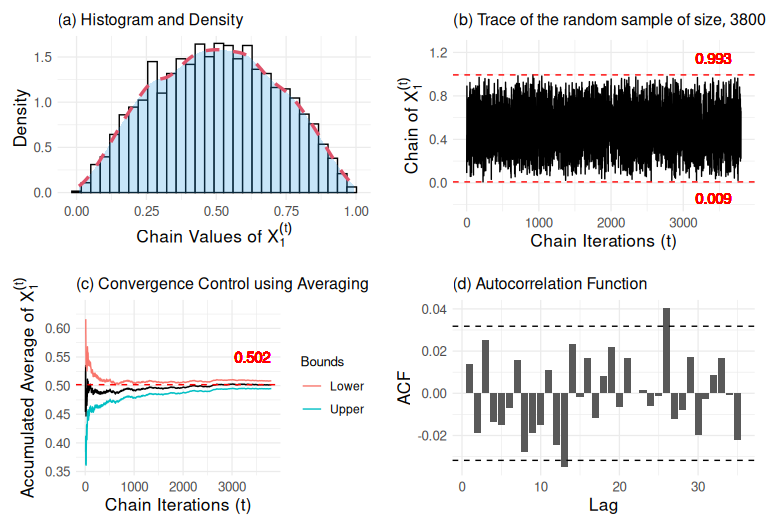 (a) Histogram and Density
Density
1.5
1.0
0.5
0.0
0.00 0.25 0.50 0.75 1.00
Chain Values of X₁⁽ᵗ⁾
(b) Trace of the random sample of size, 3800
Chain of X₁⁽ᵗ⁾
1.2
0.8
0.4
0.0
0.993
0.009
0 1000 2000 3000
Chain Iterations (t)
(c) Convergence Control using Averaging
Accumulated Average of X₁⁽ᵗ⁾
0.60
0.55
0.50
0.45
0.40
0.35
0.502
0 1000 2000 3000
Chain Iterations (t)
Bounds
Lower
Upper
(d) Autocorrelation Function
ACF
0.04
0.02
0.00
-0.02
0 10 20 30
Lag